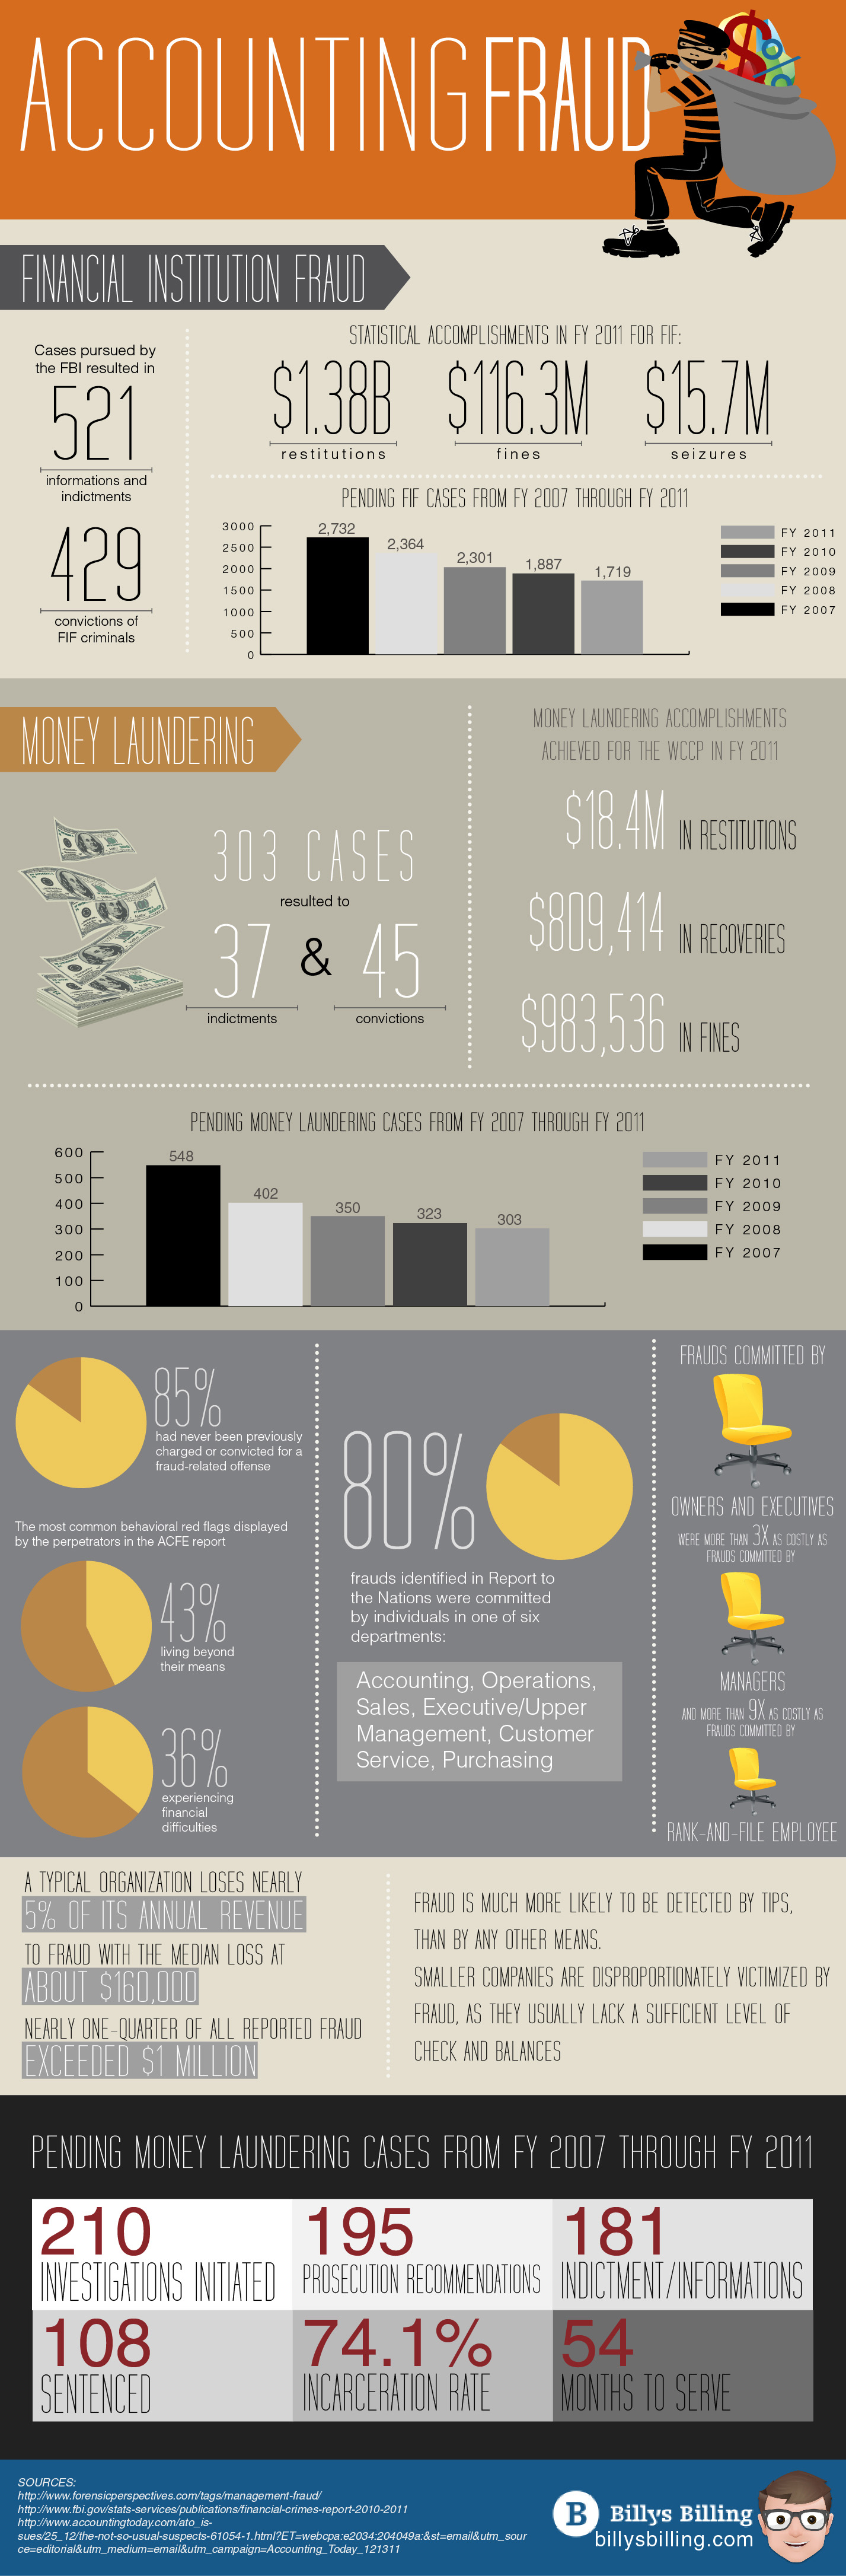 ACCOUNTING FRAUD
FINANCIAL INSTITUTION FRAUD
Cases pursued by
the FBI resulted in
521
informations and
indictments
429
convictions of
FIF criminals
STATISTICAL ACCOMPLISHMENTS IN FY 2011 FOR FIF:
$1.38B
restitutions
$116.3M
fines
$15.7M
seizures
PENDING FIF CASES FROM FY 2007 THROUGH FY 2011
3000
2500
2000
1500
1000
500
0
2,732
2,364
2,301
1,887
1,719
FY 2011
FY 2010
FY 2009
FY 2008
FY 2007
MONEY LAUNDERING
303 CASES
resulted to
37 & 45
indictments
convictions
MONEY LAUNDERING ACCOMPLISHMENTS
ACHIEVED FOR THE WCCP IN FY 2011
$18.4M IN RESTITUTIONS
$809,414 IN RECOVERIES
$983,536 IN FINES
PENDING MONEY LAUNDERING CASES FROM FY 2007 THROUGH FY 2011
600
500
400
300
200
100
0
548
402
350
323
303
FY 2011
FY 2010
FY 2009
FY 2008
FY 2007
85%
had never been previously
charged or convicted for a
fraud-related offense
The most common behavioral red flags displayed
by the perpetrators in the ACFE report
43%
living beyond
their means
36%
experiencing
financial
difficulties
80%
frauds identified in Report to
the Nations were committed
by individuals in one of six
departments:
Accounting, Operations,
Sales, Executive/Upper
Management, Customer
Service, Purchasing
FRAUDS COMMITTED BY
OWNERS AND EXECUTIVES
WERE MORE THAN 3X AS COSTLY AS
FRAUDS COMMITTED BY
MANAGERS
AND MORE THAN 9X AS COSTLY AS
FRAUDS COMMITTED BY
RANK-AND-FILE EMPLOYEE
A TYPICAL ORGANIZATION LOSES NEARLY
5% OF ITS ANNUAL REVENUE
TO FRAUD WITH THE MEDIAN LOSS AT
ABOUT $160,000
NEARLY ONE-QUARTER OF ALL REPORTED FRAUD
EXCEEDED $1 MILLION
FRAUD IS MUCH MORE LIKELY TO BE DETECTED BY TIPS,
THAN BY ANY OTHER MEANS.
SMALLER COMPANIES ARE DISPROPORTIONATELY VICTIMIZED BY
FRAUD, AS THEY USUALLY LACK A SUFFICIENT LEVEL OF
CHECK AND BALANCES
PENDING MONEY LAUNDERING CASES FROM FY 2007 THROUGH FY 2011
210
INVESTIGATIONS INITIATED
195
PROSECUTION RECOMMENDATIONS
181
INDICTMENT/INFORMATIONS
108
SENTENCED
74.1%
INCARCERATION RATE
54
MONTHS TO SERVE
SOURCES:
http://www.forensicperspectives.com/tags/management-fraud/
http://www.fbi.gov/stats-services/publications/financial-crimes-report-2010-2011
http://www.accountingtoday.com/ato_is-
sues/25_12/the-not-so-usual-suspects-61054-1.html?ET=webcpa:e2034:204049a:&st=email&utm_sour
ce=editorial&utm_medium=email&utm_campaign=Accounting_Today_121311
B Billys Billing
billysbilling.com